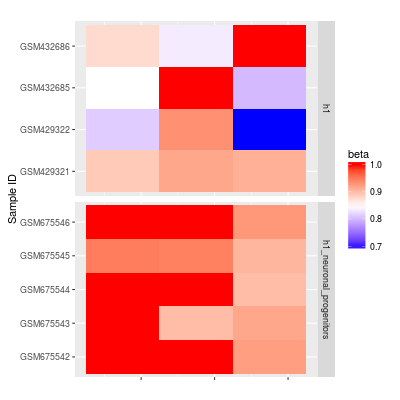 GSM432686
GSM432685
GSM429322
GSM429321
h1
GSM675546
GSM675545
GSM675544
GSM675543
GSM675542
h1_neuronal_progenitors
Sample ID
beta
1.0
0.9
0.8
0.7